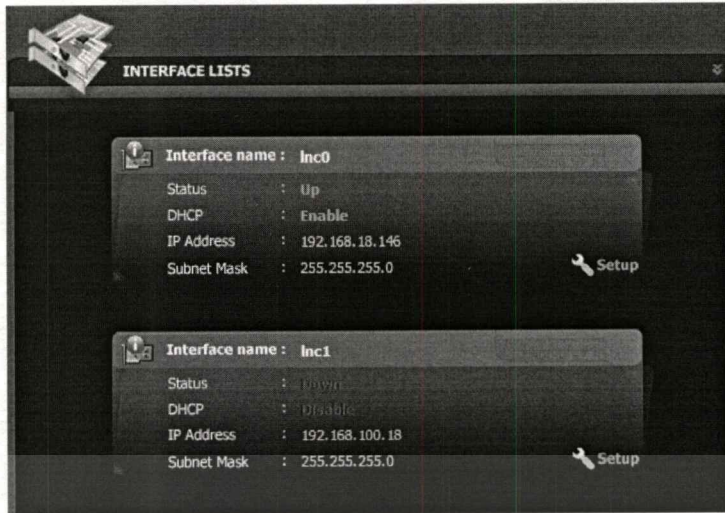 INTERFACE LISTS
Interface name : lnc0
Status : Up
DHCP : Enable
IP Address : 192.168.18.146
Subnet Mask : 255.255.255.0
Setup
Interface name : lnc1
Status : Down
DHCP : Disable
IP Address : 192.168.100.18
Subnet Mask : 255.255.255.0
Setup